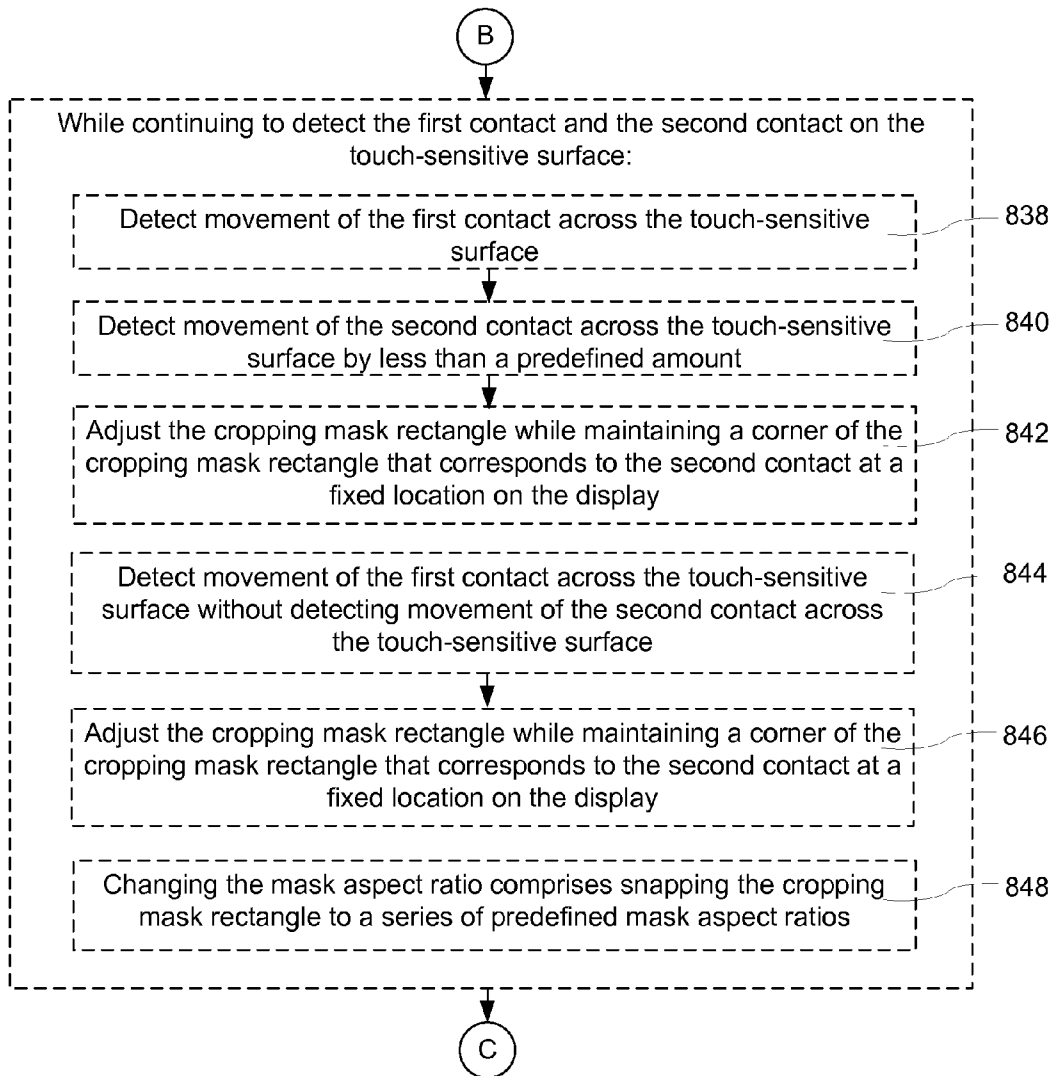 B
While continuing to detect the first contact and the second contact on the
touch-sensitive surface:
Detect movement of the first contact across the touch-sensitive
surface
838
Detect movement of the second contact across the touch-sensitive
surface by less than a predefined amount
840
Adjust the cropping mask rectangle while maintaining a corner of the
cropping mask rectangle that corresponds to the second contact at a
fixed location on the display
842
Detect movement of the first contact across the touch-sensitive
surface without detecting movement of the second contact across
the touch-sensitive surface
844
Adjust the cropping mask rectangle while maintaining a corner of the
cropping mask rectangle that corresponds to the second contact at a
fixed location on the display
846
Changing the mask aspect ratio comprises snapping the cropping
mask rectangle to a series of predefined mask aspect ratios
848
C